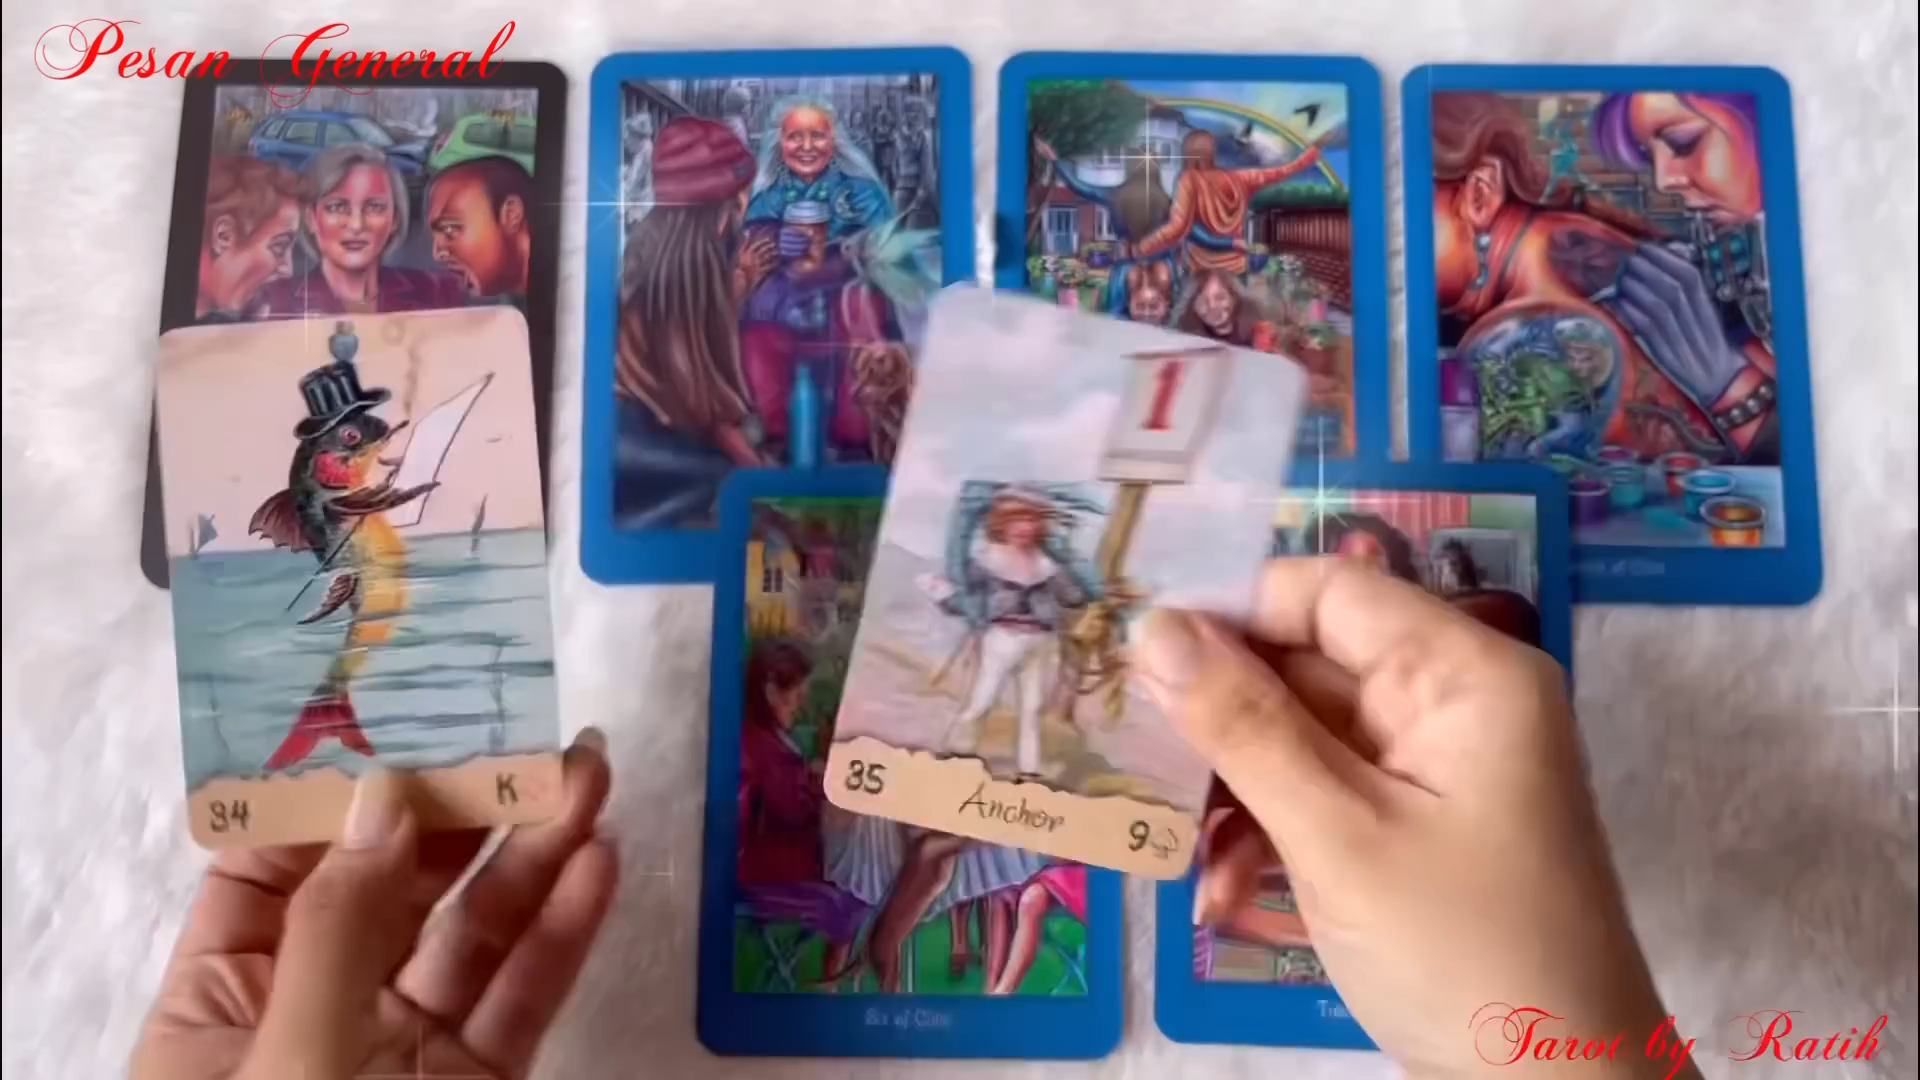 Pesan General
1
34
K
35
Anchor
9
Six of Cups
Tarot by Ratih